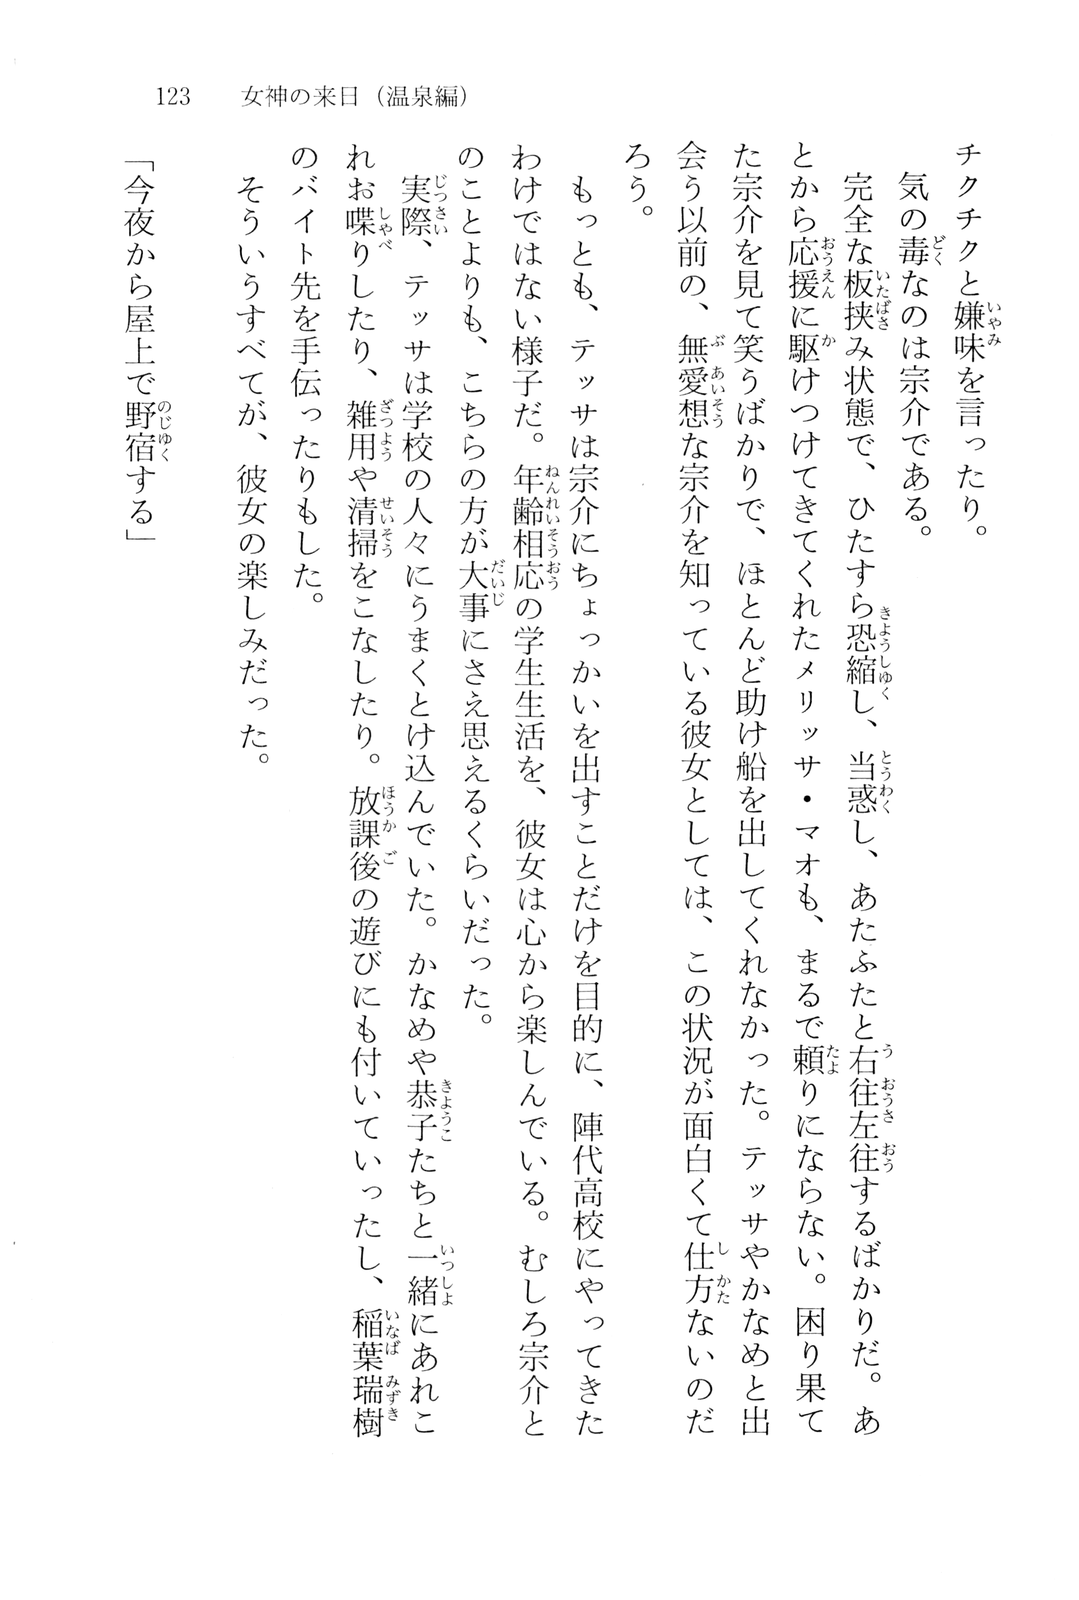 123　女神の来日（温泉編）
チクチクと嫌味を言ったり。
気の毒なのは宗介である。
完全な板挟み状態で、ひたすら恐縮し、当惑し、あたふたと右往左往するばかりだ。あ
とから応援に駆けつけてきてくれたメリッサ・マオも、まるで頼りにならない。困り果て
た宗介を見て笑うばかりで、ほとんど助け船を出してくれなかった。テッサやかなめと出
会う以前の、無愛想な宗介を知っている彼女としては、この状況が面白くて仕方ないのだ
ろう。
もっとも、テッサは宗介にちょっかいを出すことだけを目的に、陣代高校にやってきた
わけではない様子だ。年齢相応の学生生活を、彼女は心から楽しんでいる。むしろ宗介と
のことよりも、こちらの方が大事にさえ思えるくらいだった。
実際、テッサは学校の人々にうまくとけ込んでいた。かなめや恭子たちと一緒にあれこ
れお喋りしたり、雑用や清掃をこなしたり。放課後の遊びにも付いていったし、稲葉瑞樹
のバイト先を手伝ったりもした。
そういうすべてが、彼女の楽しみだった。
「今夜から屋上で野宿する」